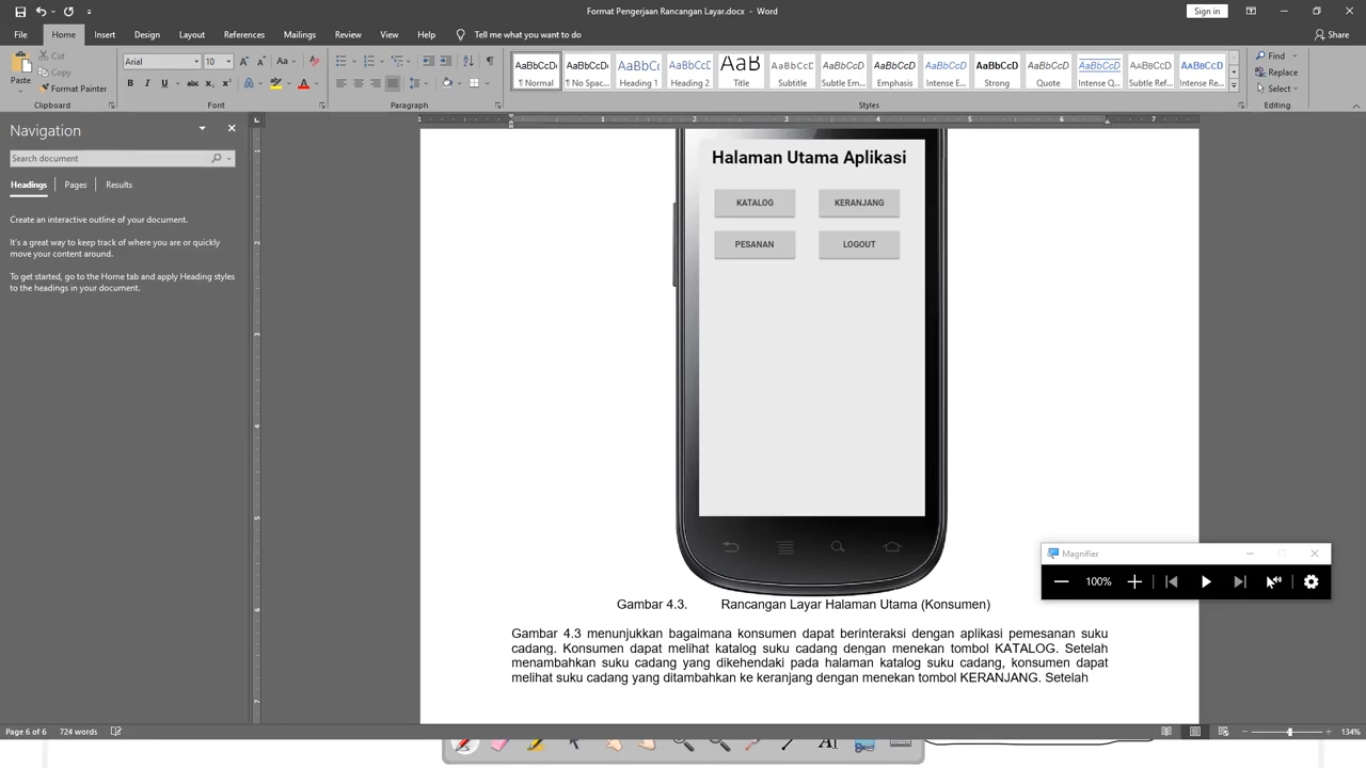 Format Pengerjaan Rancangan Layar.docx - Word
Sign in
File Home Insert Design Layout References Mailings Review View Help Tell me what you want to do Share
Paste
Cut
Copy
Format Painter
Arial 10
Clipboard Font Paragraph Styles Editing
AaBbCcDc AaBbCcDc AaBbCc AaBbCcC AaB AaBbCcC AaBbCcD AaBbCcD AaBbCcD AaBbCcD AaBbCcD AaBbCcD AaBbCcD AaBbCcD
¶ Normal ¶ No Spac... Heading 1 Heading 2 Title Subtitle Subtle Em... Emphasis Intense E... Strong Quote Intense Q... Subtle Ref... Intense Re...
Find
Replace
Select
Navigation
Search document
Headings Pages Results
Create an interactive outline of your document.
It's a great way to keep track of where you are or quickly
move your content around.
To get started, go to the Home tab and apply Heading styles
to the headings in your document.
Halaman Utama Aplikasi
KATALOG KERANJANG
PESANAN LOGOUT
Magnifier
100%
Gambar 4.3. Rancangan Layar Halaman Utama (Konsumen)
Gambar 4.3 menunjukkan bagaimana konsumen dapat berinteraksi dengan aplikasi pemesanan suku
cadang. Konsumen dapat melihat katalog suku cadang dengan menekan tombol KATALOG. Setelah
menambahkan suku cadang yang dikehendaki pada halaman katalog suku cadang, konsumen dapat
melihat suku cadang yang ditambahkan ke keranjang dengan menekan tombol KERANJANG. Setelah
Page 6 of 6 724 words 134%